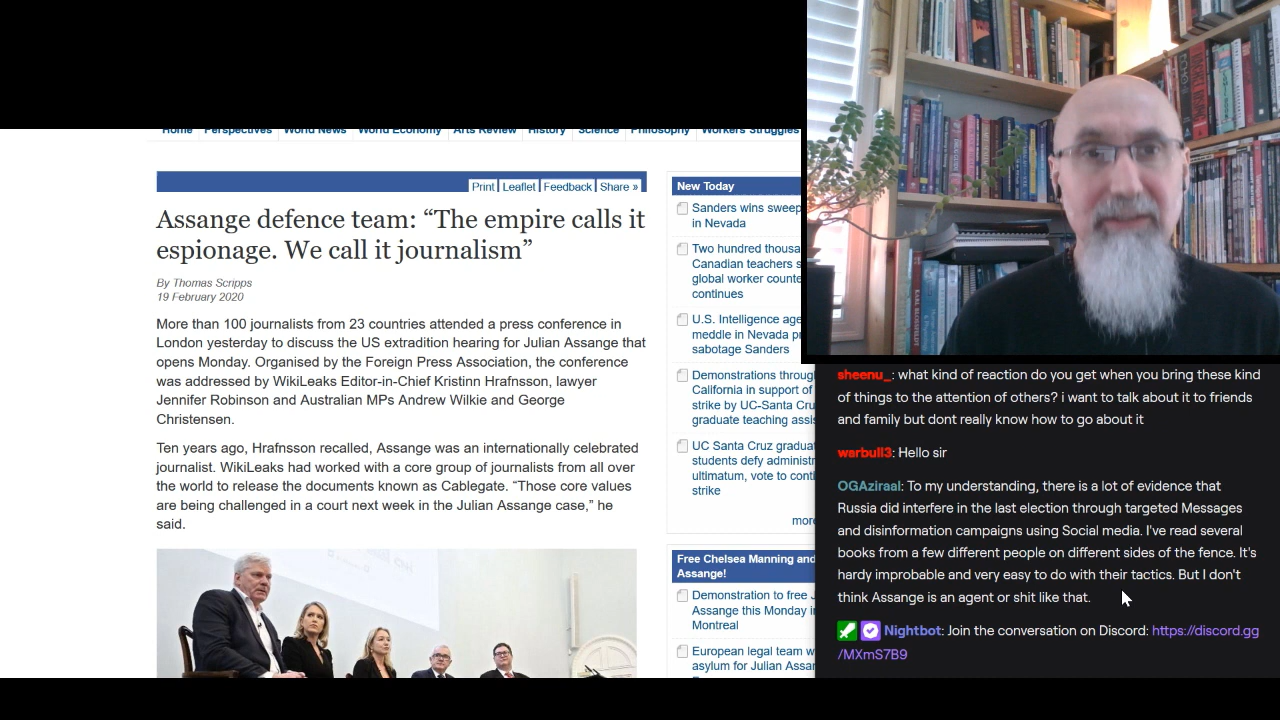 Home Perspectives World News World Economy Arts Review History Science Philosophy Workers Struggles
Print Leaflet Feedback Share »
Assange defence team: “The empire calls it
espionage. We call it journalism”
By Thomas Scripps
19 February 2020
More than 100 journalists from 23 countries attended a press conference in
London yesterday to discuss the US extradition hearing for Julian Assange that
opens Monday. Organised by the Foreign Press Association, the conference
was addressed by WikiLeaks Editor-in-Chief Kristinn Hrafnsson, lawyer
Jennifer Robinson and Australian MPs Andrew Wilkie and George
Christensen.
Ten years ago, Hrafnsson recalled, Assange was an internationally celebrated
journalist. WikiLeaks had worked with a core group of journalists from all over
the world to release the documents known as Cablegate. “Those core values
are being challenged in a court next week in the Julian Assange case,” he
said.
New Today
Sanders wins sweep
in Nevada
Two hundred thousa
Canadian teachers s
global worker counte
continues
U.S. Intelligence age
meddle in Nevada pr
sabotage Sanders
Demonstrations throug
California in support of
strike by UC-Santa Cru
graduate teaching assis
UC Santa Cruz gradua
students defy administr
ultimatum, vote to conti
strike
more
Free Chelsea Manning and
Assange!
Demonstration to free J
Assange this Monday in
Montreal
European legal team w
asylum for Julian Assan
sheenu_: what kind of reaction do you get when you bring these kind
of things to the attention of others? i want to talk about it to friends
and family but dont really know how to go about it
warbull3: Hello sir
OGAziraal: To my understanding, there is a lot of evidence that
Russia did interfere in the last election through targeted Messages
and disinformation campaigns using Social media. I've read several
books from a few different people on different sides of the fence. It's
hardy improbable and very easy to do with their tactics. But I don't
think Assange is an agent or shit like that.
Nightbot: Join the conversation on Discord: https://discord.gg
/MXmS7B9